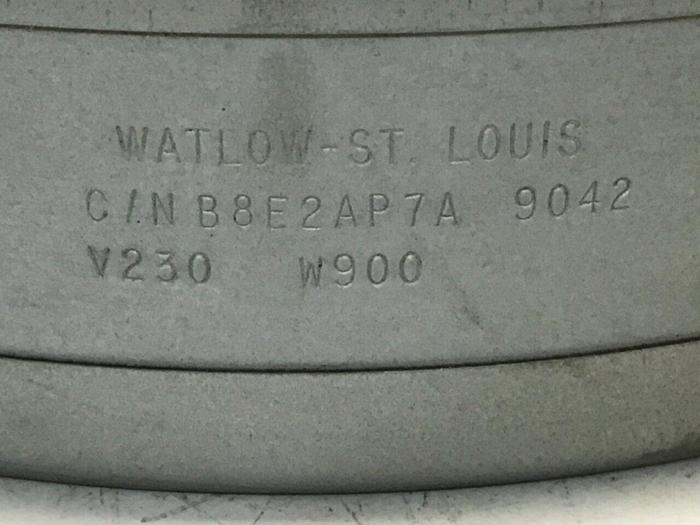 WATLOW-ST. LOUIS
C/N B8E2AP7A 9042
V230 W900